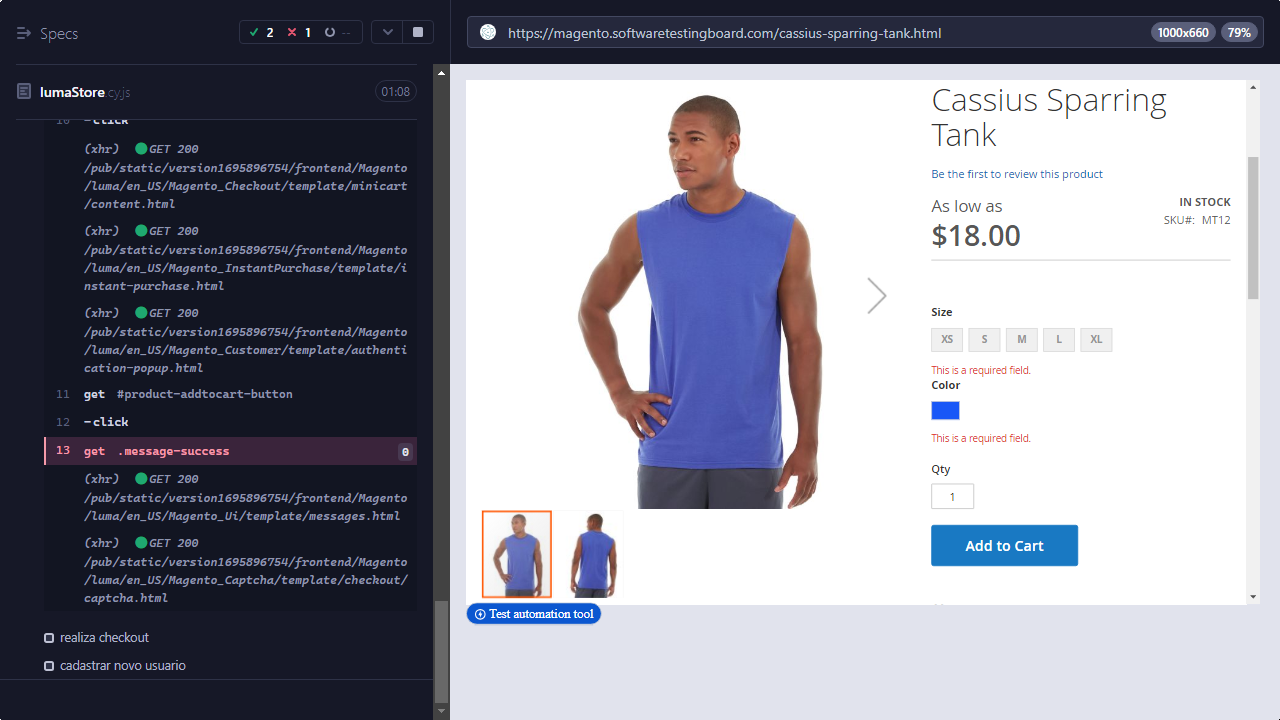 Specs
2
1
--
lumaStore.cy.js
01:08
10 -click
(xhr) GET 200
/pub/static/version1695896754/frontend/Magento
/luma/en_US/Magento_Checkout/template/minicart
/content.html
(xhr) GET 200
/pub/static/version1695896754/frontend/Magento
/luma/en_US/Magento_InstantPurchase/template/i
nstant-purchase.html
(xhr) GET 200
/pub/static/version1695896754/frontend/Magento
/luma/en_US/Magento_Customer/template/authenti
cation-popup.html
11 get #product-addtocart-button
12 -click
13 get .message-success 0
(xhr) GET 200
/pub/static/version1695896754/frontend/Magento
/luma/en_US/Magento_Ui/template/messages.html
(xhr) GET 200
/pub/static/version1695896754/frontend/Magento
/luma/en_US/Magento_Captcha/template/checkout/
captcha.html
realiza checkout
cadastrar novo usuario
https://magento.softwaretestingboard.com/cassius-sparring-tank.html
1000x660
79%
Cassius Sparring
Tank
Be the first to review this product
As low as
$18.00
IN STOCK
SKU#: MT12
Size
XS S M L XL
This is a required field.
Color
This is a required field.
Qty
1
Add to Cart
Test automation tool